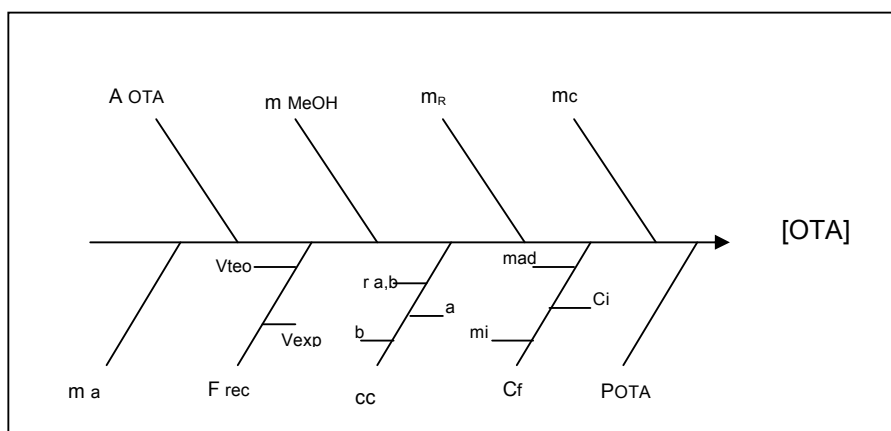 A OTA
m MeOH
mR
mc
[OTA]
Vteo
mad
r a,b
Ci
a
Vexp
b
mi
m a
F rec
cc
Cf
POTA